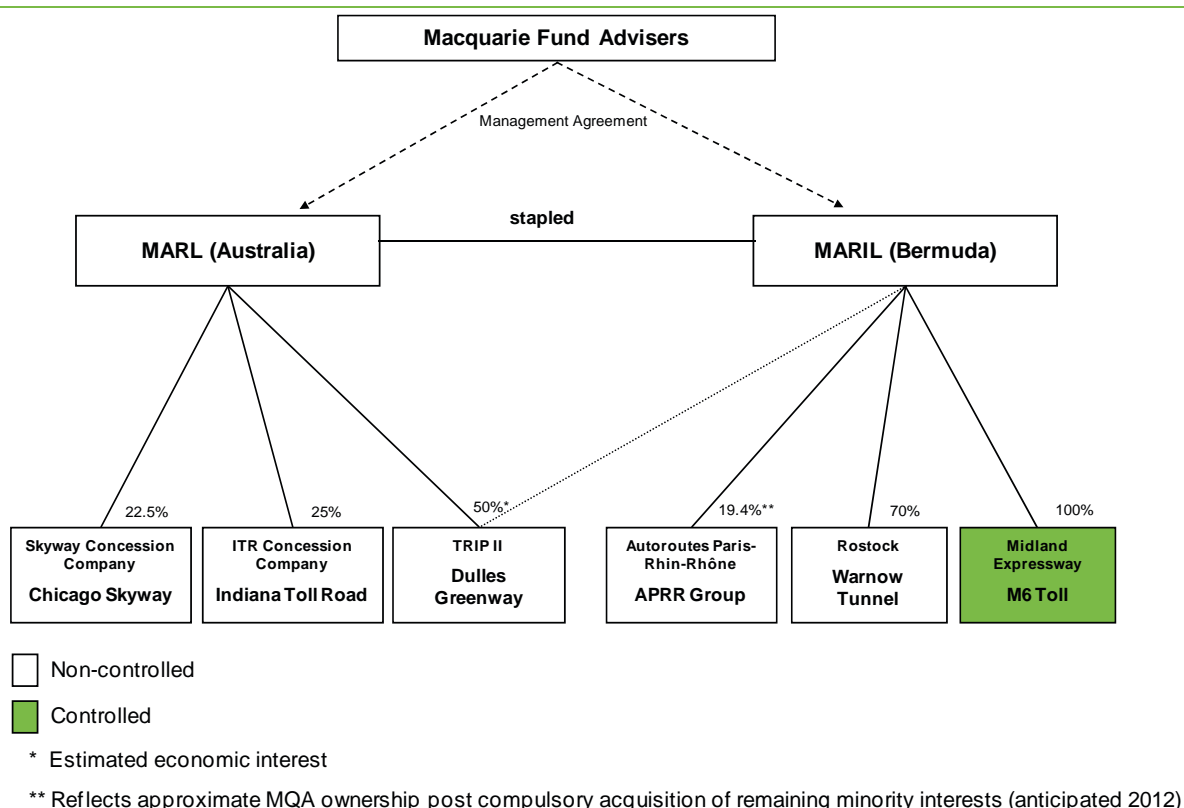 Macquarie Fund Advisers
Management Agreement
stapled
MARL (Australia)
MARIL (Bermuda)
22.5%
25%
50%*
19.4%**
70%
100%
Skyway Concession
Company
Chicago Skyway
ITR Concession
Company
Indiana Toll Road
TRIP II
Dulles
Greenway
Autoroutes Paris-
Rhin-Rhône
APRR Group
Rostock
Warnow
Tunnel
Midland
Expressway
M6 Toll
Non-controlled
Controlled
* Estimated economic interest
** Reflects approximate MQA ownership post compulsory acquisition of remaining minority interests (anticipated 2012)